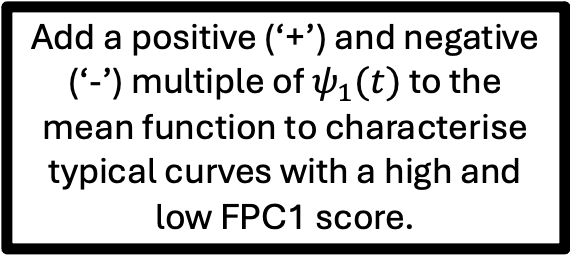 Add a positive (‘+’) and negative
(‘-’) multiple of ψ₁(t) to the
mean function to characterise
typical curves with a high and
low FPC1 score.